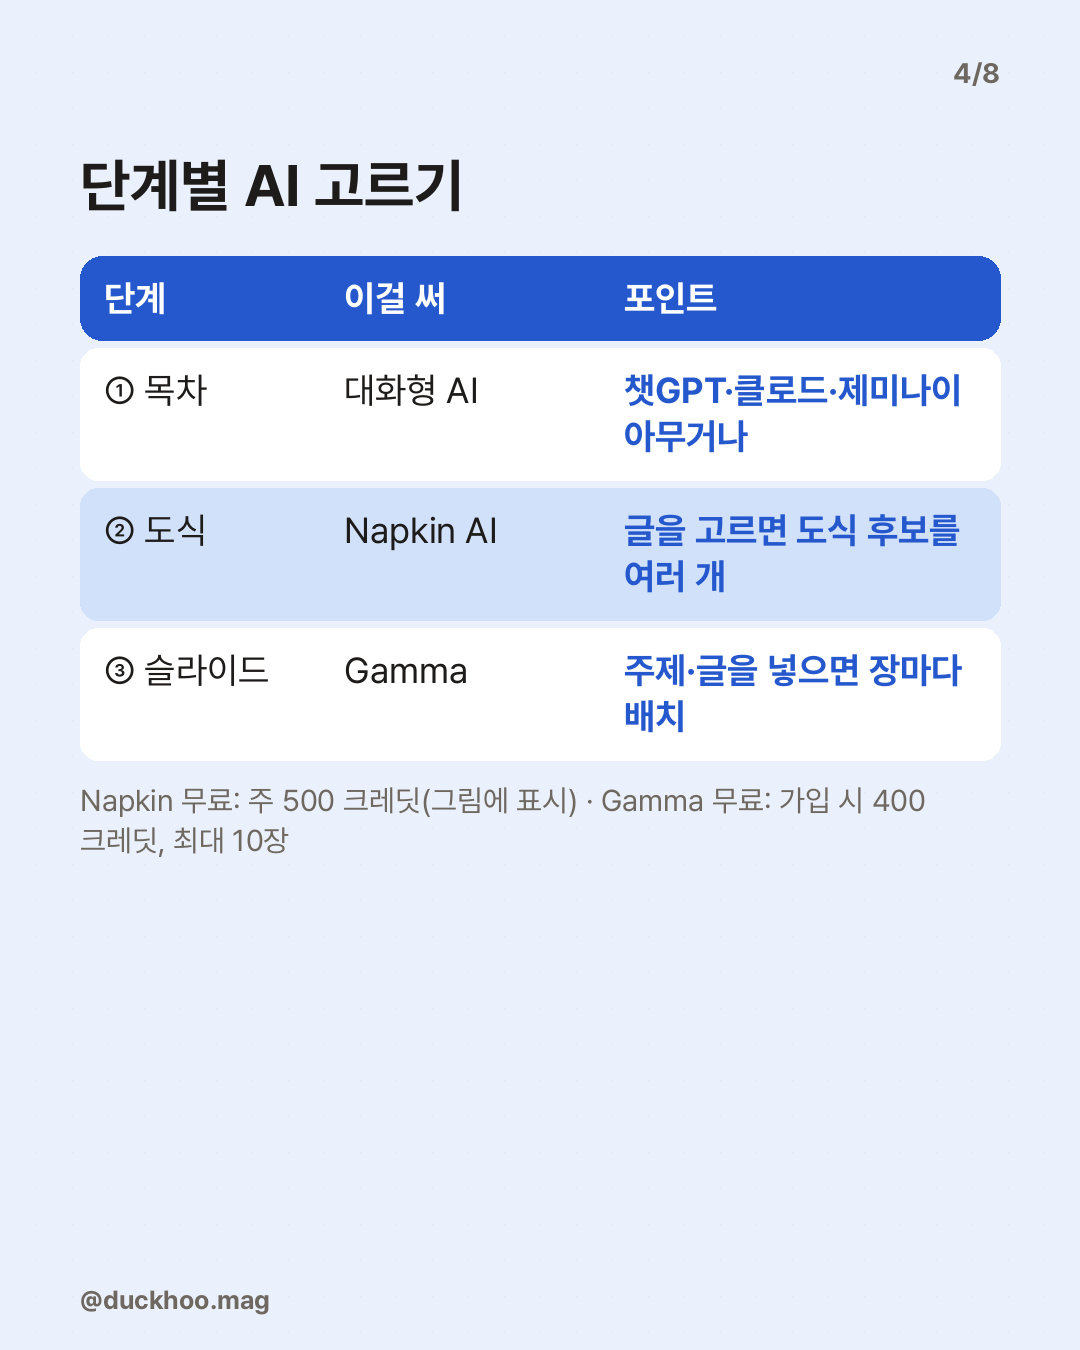 4/8
단계별 AI 고르기
단계 이걸 써 포인트
① 목차 대화형 AI 챗GPT·클로드·제미나이
아무거나
② 도식 Napkin AI 글을 고르면 도식 후보를
여러 개
③ 슬라이드 Gamma 주제·글을 넣으면 장마다
배치
Napkin 무료: 주 500 크레딧(그림에 표시) · Gamma 무료: 가입 시 400
크레딧, 최대 10장
@duckhoo.mag